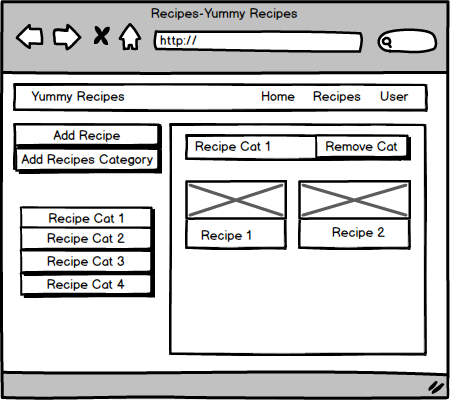 Recipes-Yummy Recipes
http://
Yummy Recipes Home Recipes User
Add Recipe
Add Recipes Category
Recipe Cat 1
Recipe Cat 2
Recipe Cat 3
Recipe Cat 4
Recipe Cat 1 Remove Cat
Recipe 1 Recipe 2